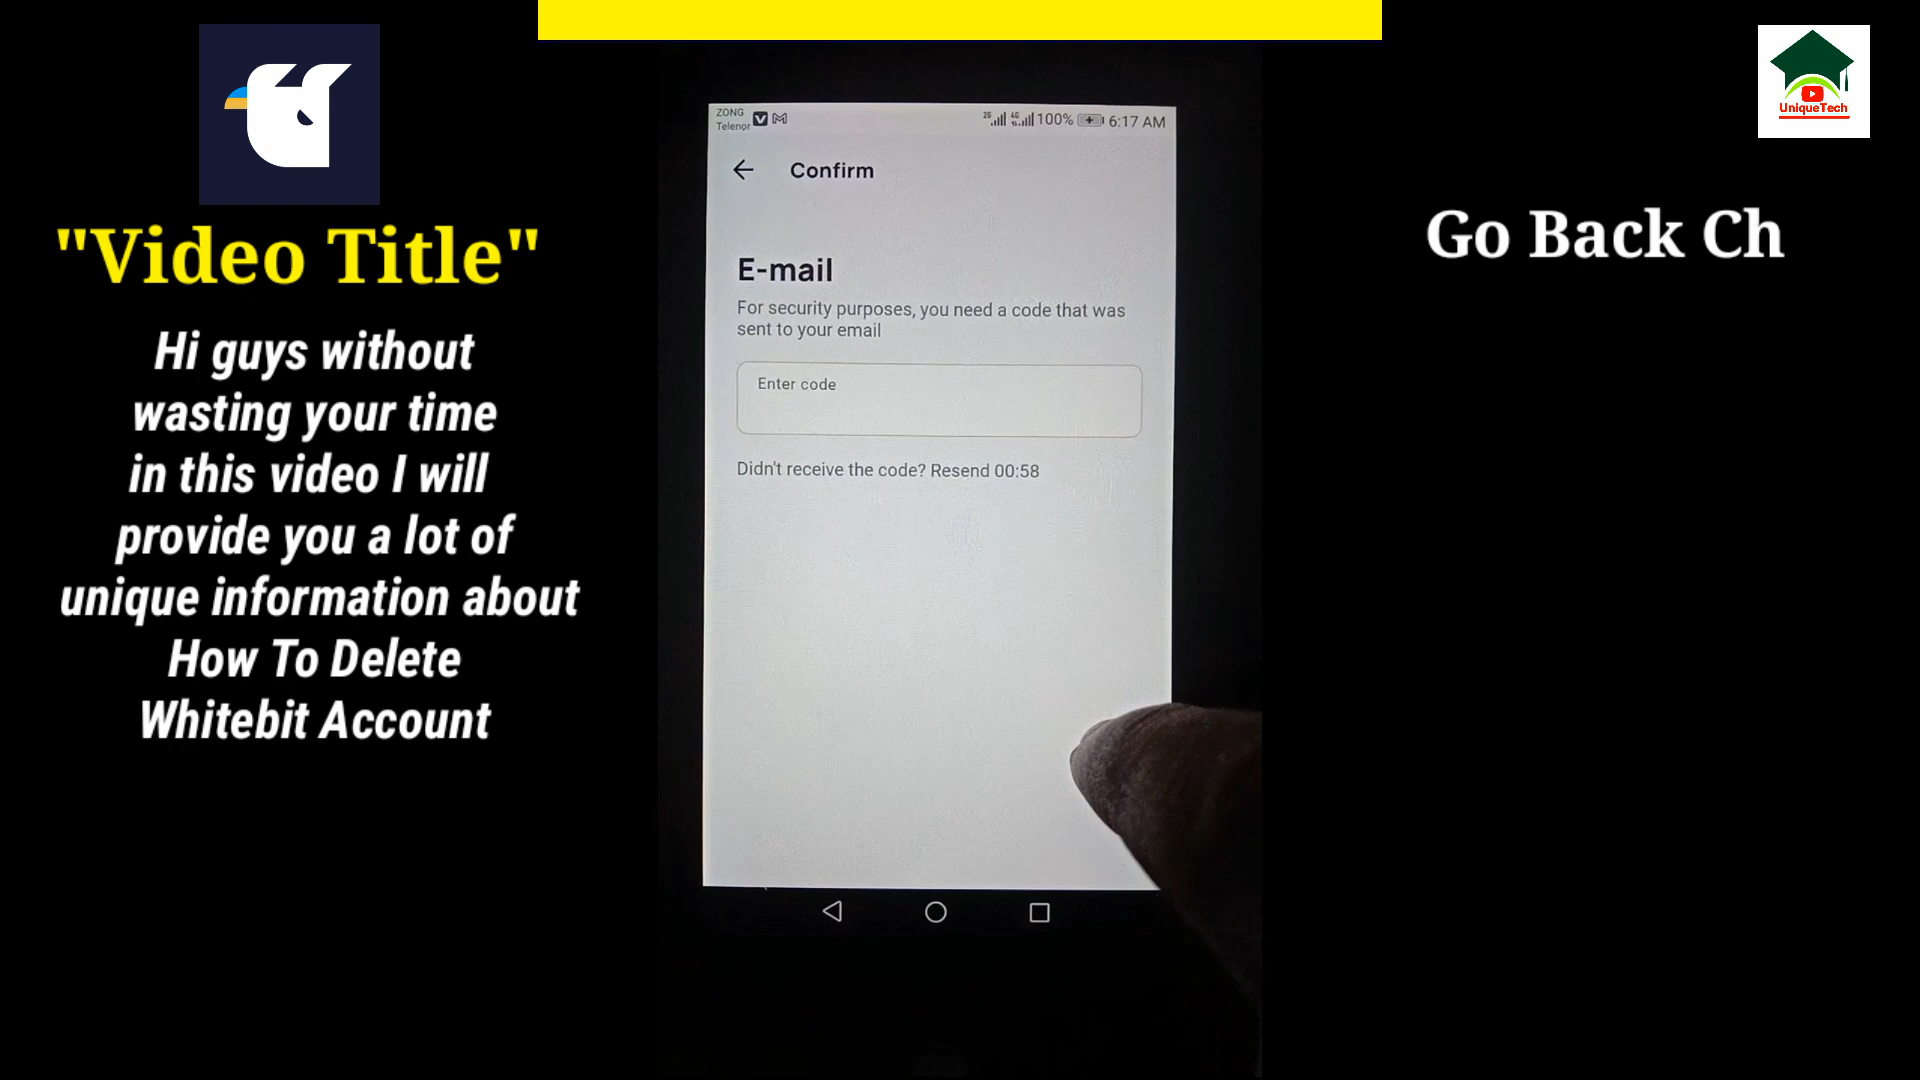 "Video Title"
Hi guys without
wasting your time
in this video I will
provide you a lot of
unique information about
How To Delete
Whitebit Account
ZONG
Telenor
2G 4G 100% 6:17 AM
Confirm
E-mail
For security purposes, you need a code that was
sent to your email
Enter code
Didn't receive the code? Resend 00:58
UniqueTech
Go Back Ch